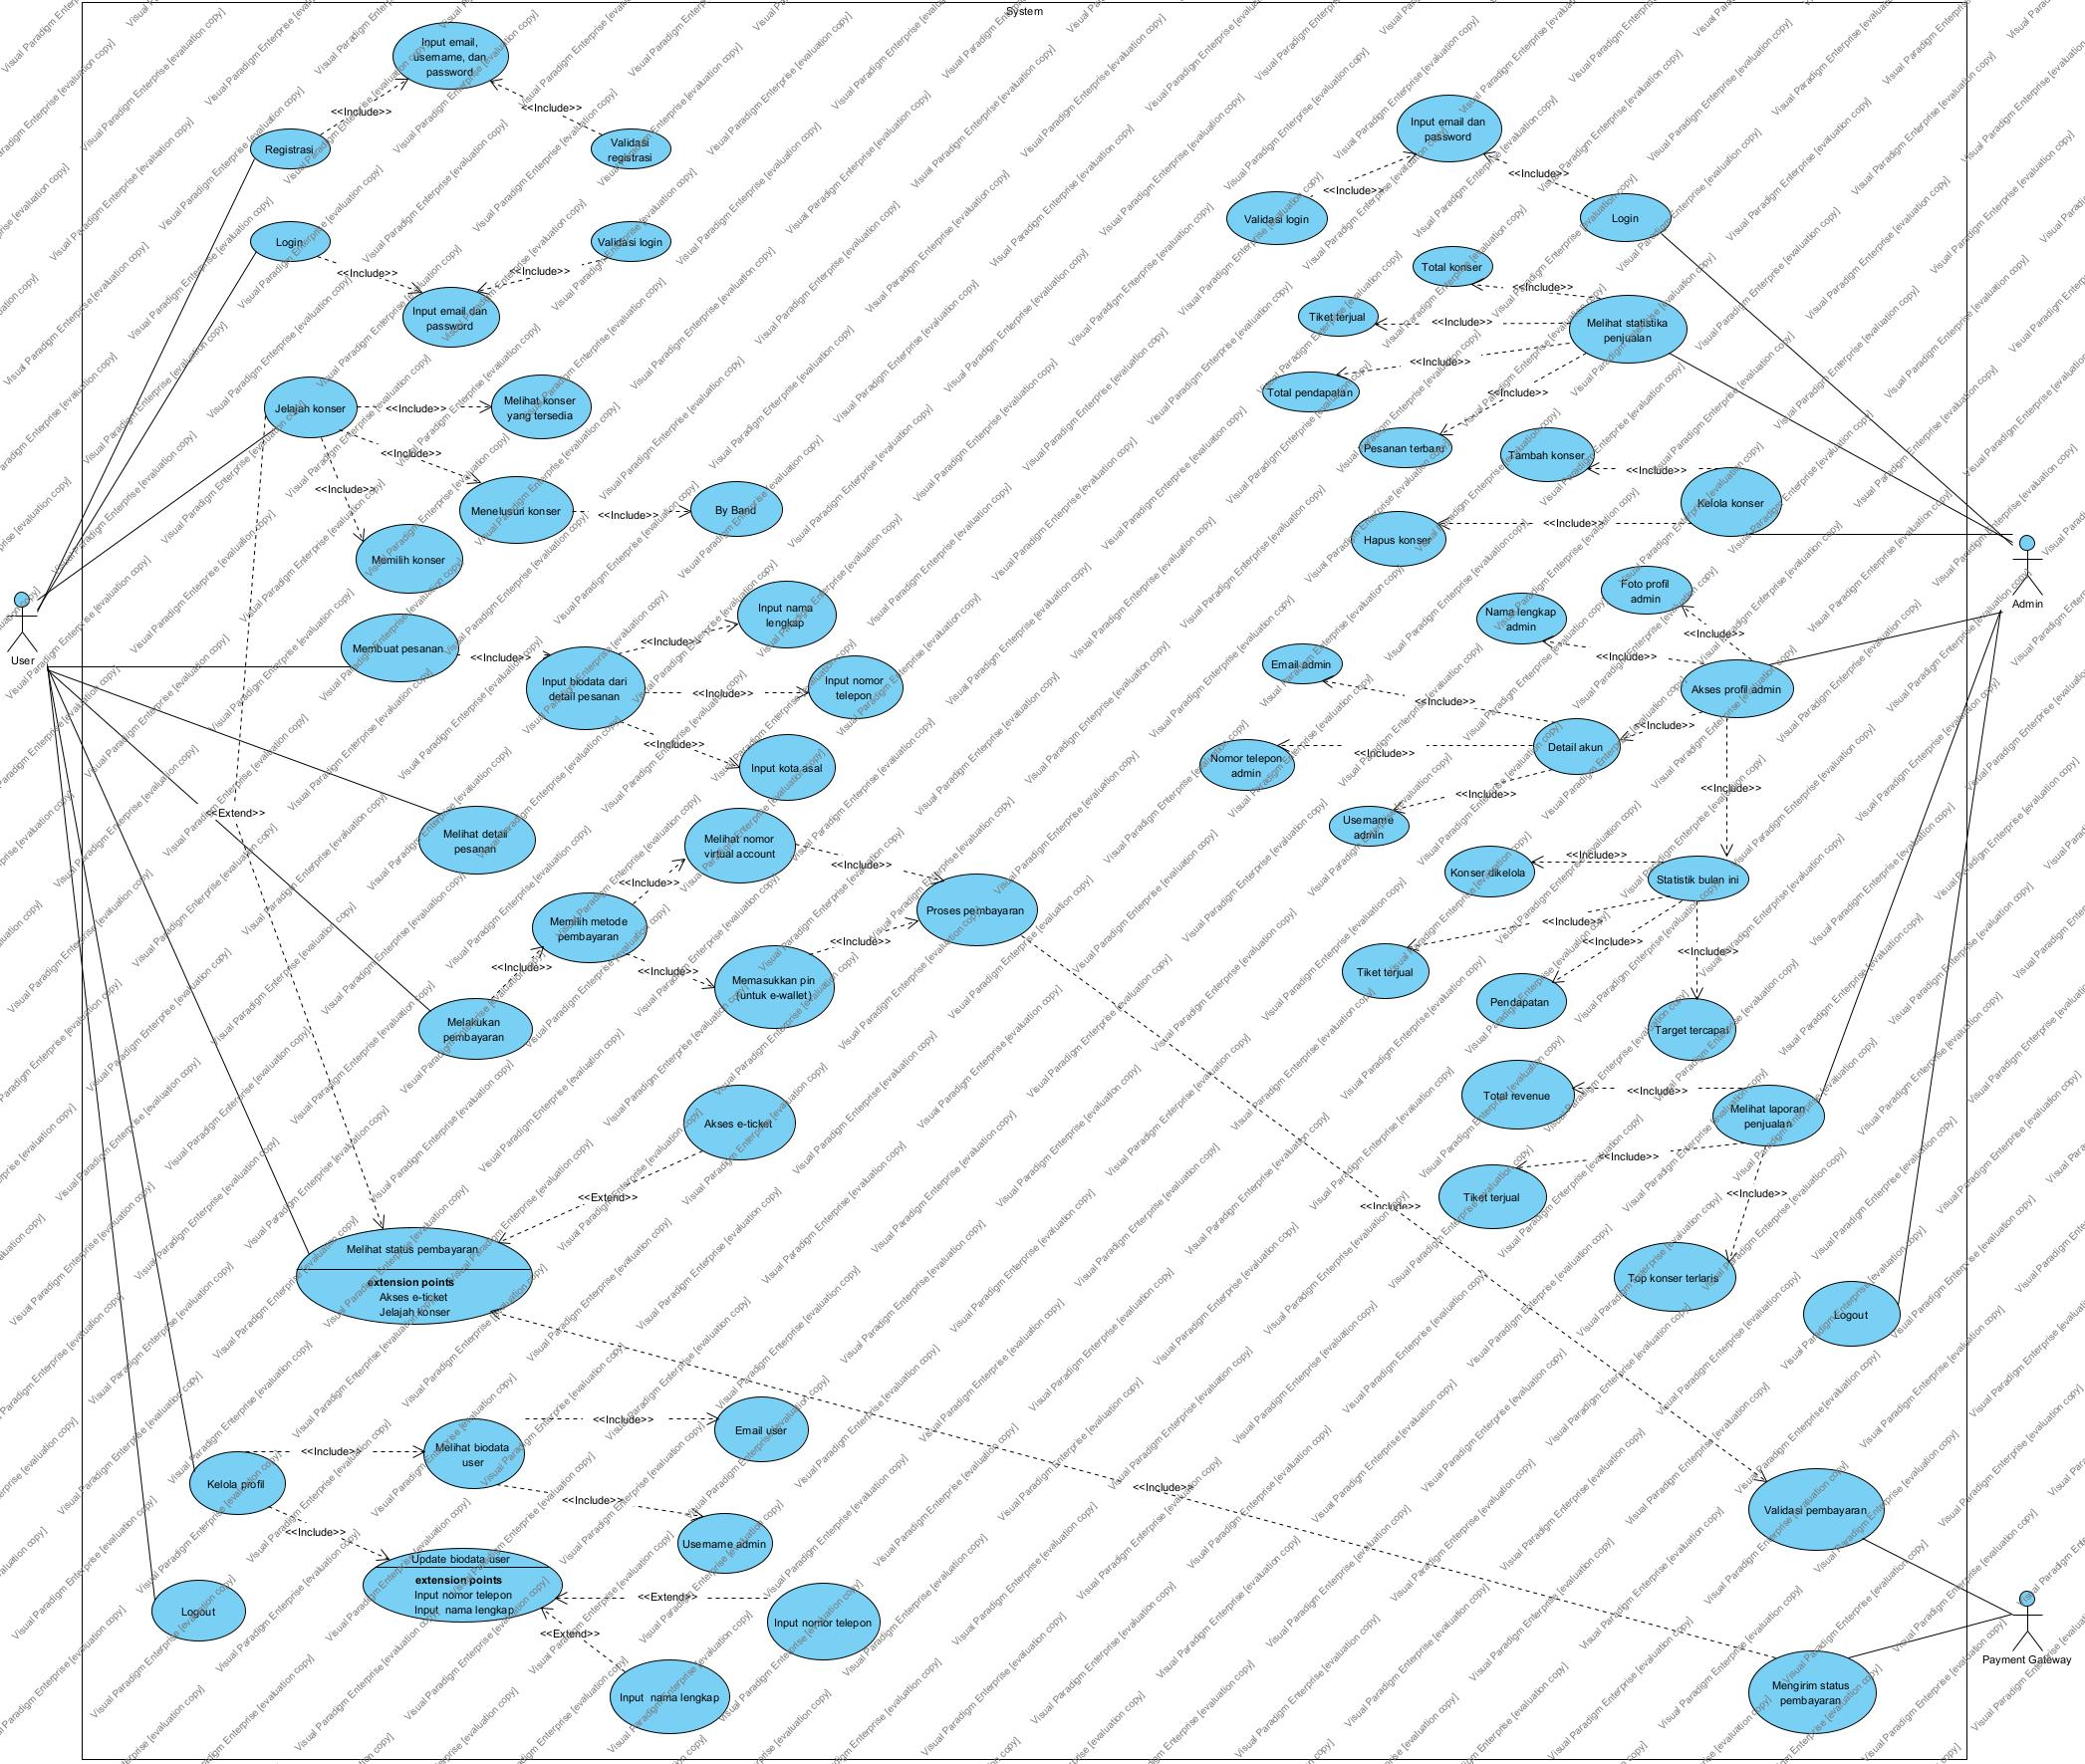 System
Input email,
username, dan
password
<<Include>>
<<Include>>
Registrasi
Validasi
registrasi
Login
Validasi login
<<Include>>
<<Include>>
Input email dan
password
Jelajah konser
<<Include>>
Melihat konser
yang tersedia
<<Include>>
<<Include>>
Menelusuri konser
<<Include>>
By Band
Memilih konser
User
Membuat pesanan
<<Include>>
Input biodata dari
detail pesanan
<<Include>>
Input nama
lengkap
<<Include>>
Input nomor
telepon
<<Include>>
Input kota asal
<<Extend>>
Melihat detail
pesanan
Melihat nomor
virtual account
<<Include>>
<<Include>>
Memilih metode
pembayaran
Proses pembayaran
<<Include>>
<<Include>>
<<Include>>
Memasukkan pin
(untuk e-wallet)
Melakukan
pembayaran
Akses e-ticket
<<Extend>>
Melihat status pembayaran
extension points
Akses e-ticket
Jelajah konser
Kelola profil
<<Include>>
Melihat biodata
user
<<Include>>
Email user
<<Include>>
Username admin
<<Include>>
Update biodata user
extension points
Input nomor telepon
Input  nama lengkap
<<Extend>>
Input nomor telepon
<<Extend>>
Input  nama lengkap
Logout
Input email dan
password
<<Include>>
<<Include>>
Validasi login
Login
Total konser
<<Include>>
Tiket terjual
<<Include>>
Melihat statistika
penjualan
<<Include>>
Total pendapatan
<<Include>>
Pesanan terbaru
Tambah konser
<<Include>>
Kelola konser
<<Include>>
Hapus konser
Admin
Foto profil
admin
Nama lengkap
admin
<<Include>>
<<Include>>
Email admin
Akses profil admin
<<Include>>
<<Include>>
Detail akun
Nomor telepon
admin
<<Include>>
<<Include>>
<<Include>>
Username
admin
Konser dikelola
<<Include>>
Statistik bulan ini
<<Include>>
<<Include>>
<<Include>>
Tiket terjual
Pendapatan
Target tercapai
Total revenue
<<Include>>
Melihat laporan
penjualan
<<Include>>
Tiket terjual
<<Include>>
<<Include>>
Top konser terlaris
Logout
<<Include>>
Validasi pembayaran
Payment Gateway
Mengirim status
pembayaran
Visual Paradigm Enterprise [evaluation copy]